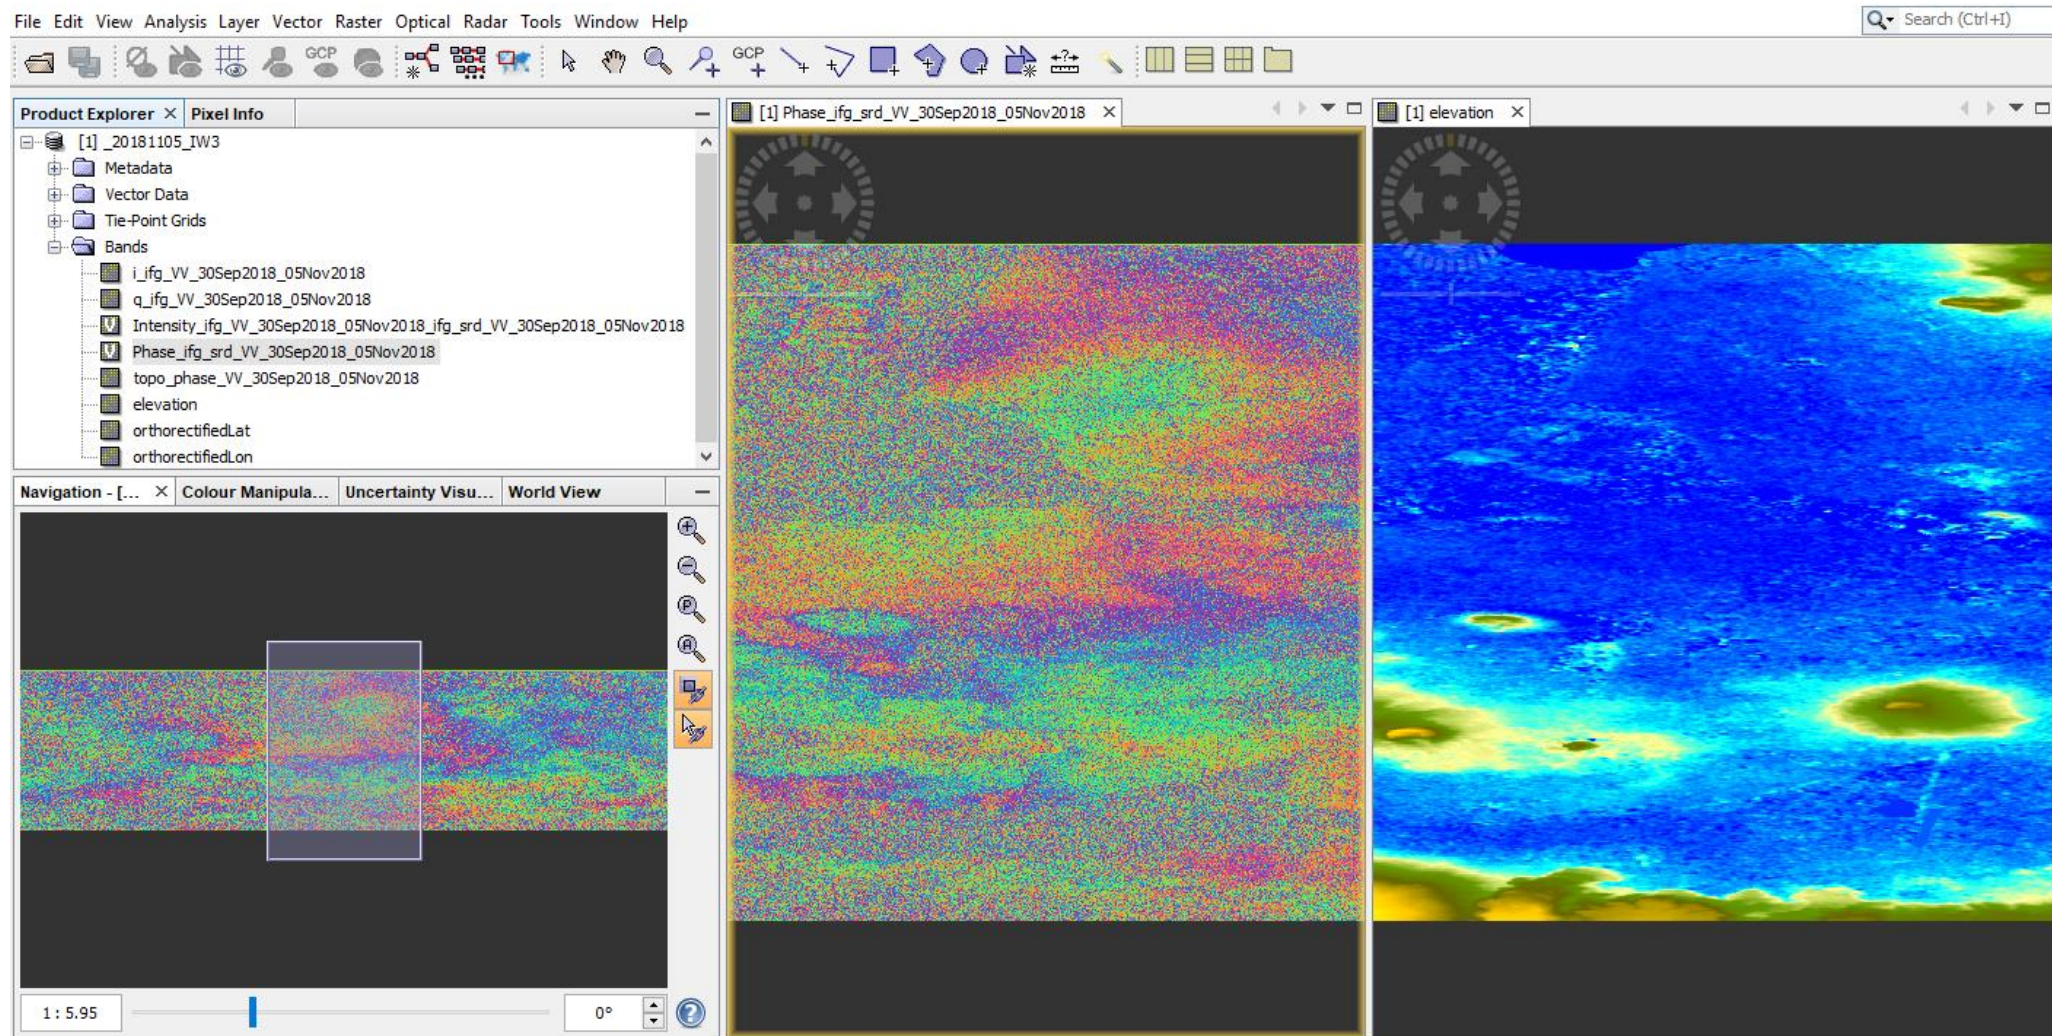 File Edit View Analysis Layer Vector Raster Optical Radar Tools Window Help
Search (Ctrl+I)
GCP GCP
Product Explorer Pixel Info
[1] _20181105_IW3
Metadata
Vector Data
Tie-Point Grids
Bands
i_ifg_VV_30Sep2018_05Nov2018
q_ifg_VV_30Sep2018_05Nov2018
Intensity_ifg_VV_30Sep2018_05Nov2018_ifg_srd_VV_30Sep2018_05Nov2018
Phase_ifg_srd_VV_30Sep2018_05Nov2018
topo_phase_VV_30Sep2018_05Nov2018
elevation
orthorectifiedLat
orthorectifiedLon
Navigation - [... Colour Manipula... Uncertainty Visu... World View
1 : 5.95
0°
[1] Phase_ifg_srd_VV_30Sep2018_05Nov2018
[1] elevation